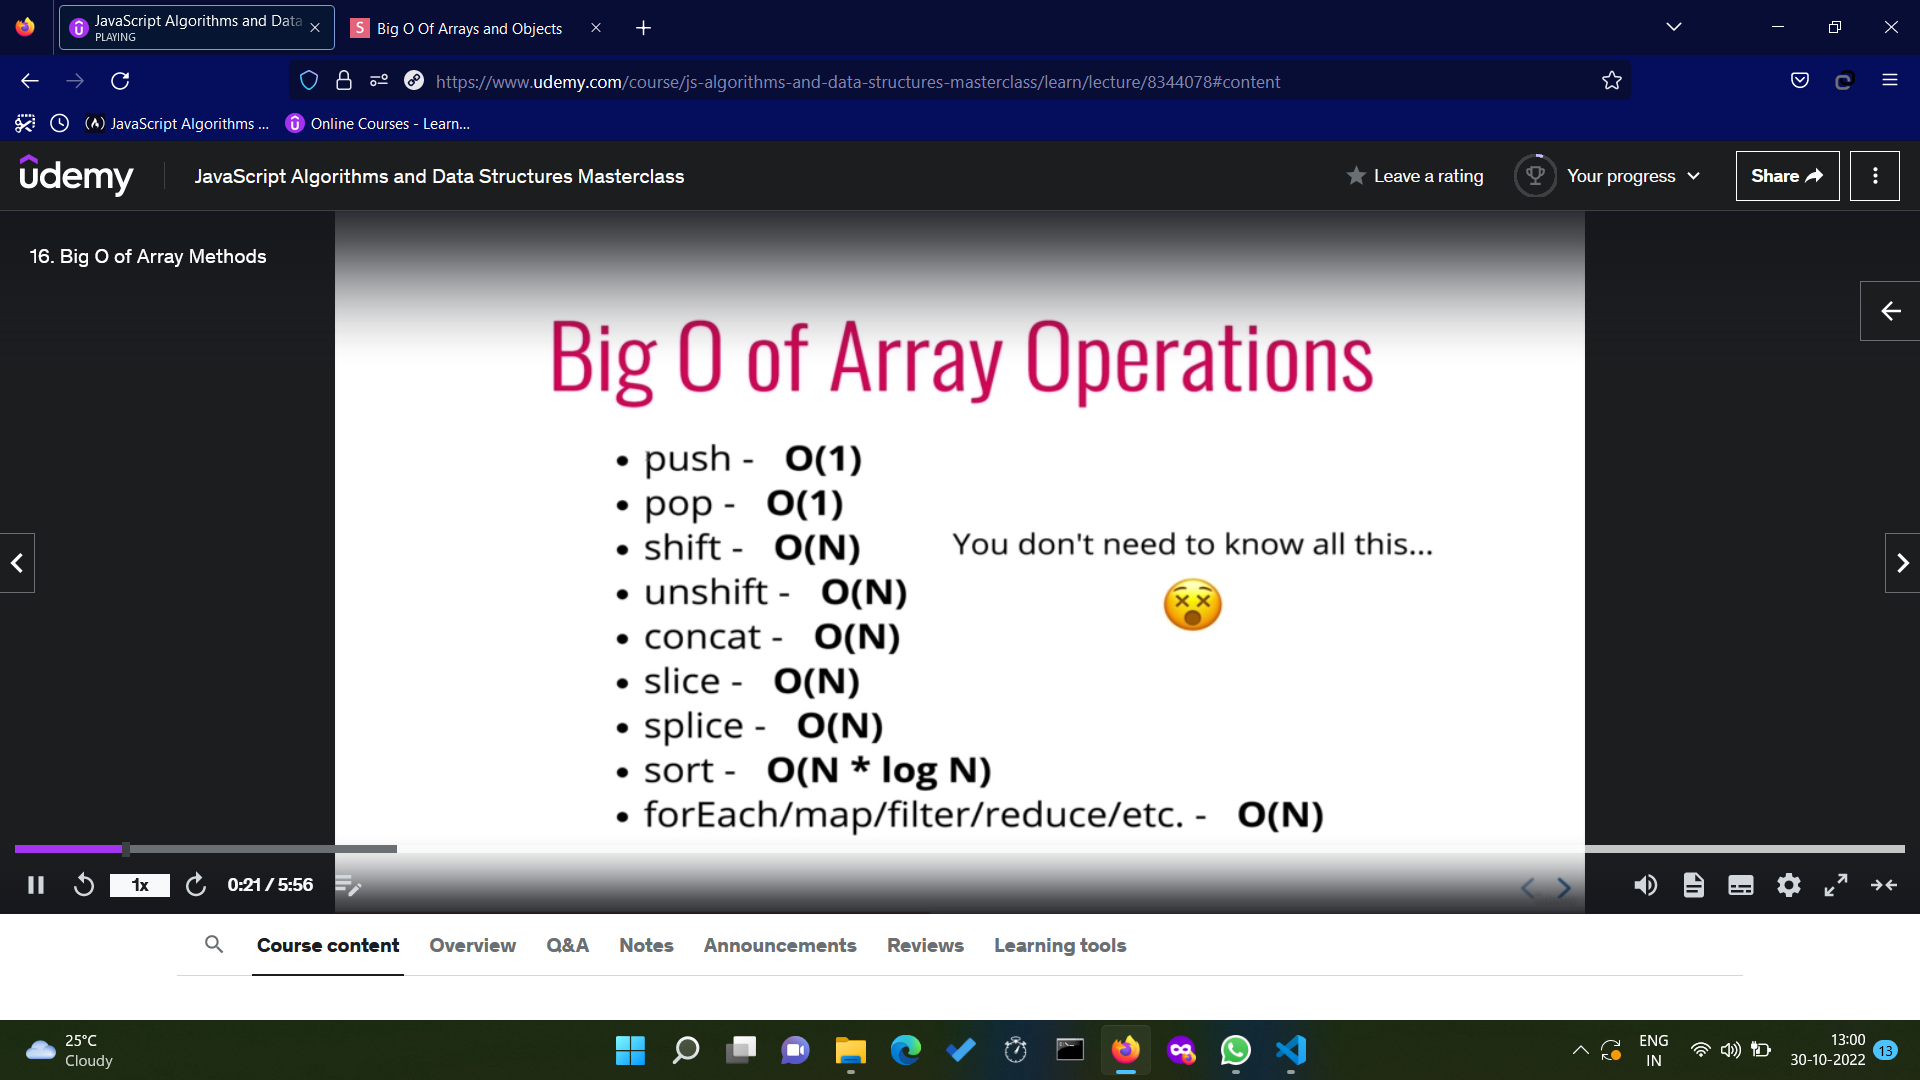 JavaScript Algorithms and Data
PLAYING
S Big O Of Arrays and Objects
https://www.udemy.com/course/js-algorithms-and-data-structures-masterclass/learn/lecture/8344078#content
JavaScript Algorithms ... Online Courses - Learn...
udemy JavaScript Algorithms and Data Structures Masterclass Leave a rating Your progress Share
16. Big O of Array Methods
Big O of Array Operations
• push - O(1)
• pop - O(1)
• shift - O(N)
You don't need to know all this...
• unshift - O(N)
• concat - O(N)
• slice - O(N)
• splice - O(N)
• sort - O(N * log N)
• forEach/map/filter/reduce/etc. - O(N)
1x 0:21 / 5:56
Course content Overview Q&A Notes Announcements Reviews Learning tools
25°C
Cloudy
ENG
IN
13:00
30-10-2022
13